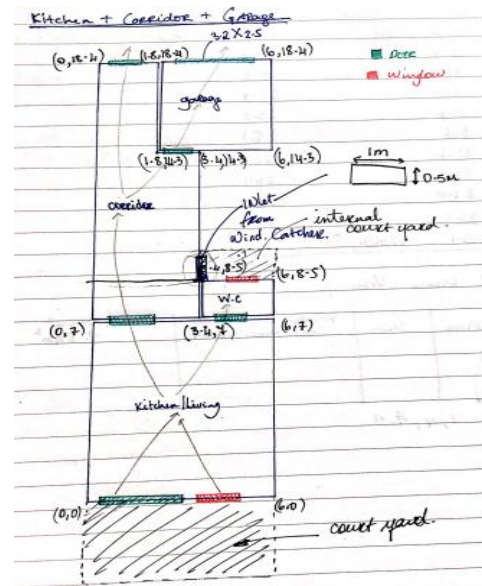 Kitchen + Corridor + Garage
3.2 X 2.5
(0,18.4) (1.8,18.4) (6,18.4)
Door
Window
garage
(1.8,14.3) (3.4,14.3) (6,14.3)
1m
0.5m
corridor
Inlet
from
Wind Catcher
internal
court yard.
.4,8.5) (6,8.5)
W.C
(0,7) (3.4,7) (6,7)
Kitchen/Living
(0,0) (6,0)
court yard.